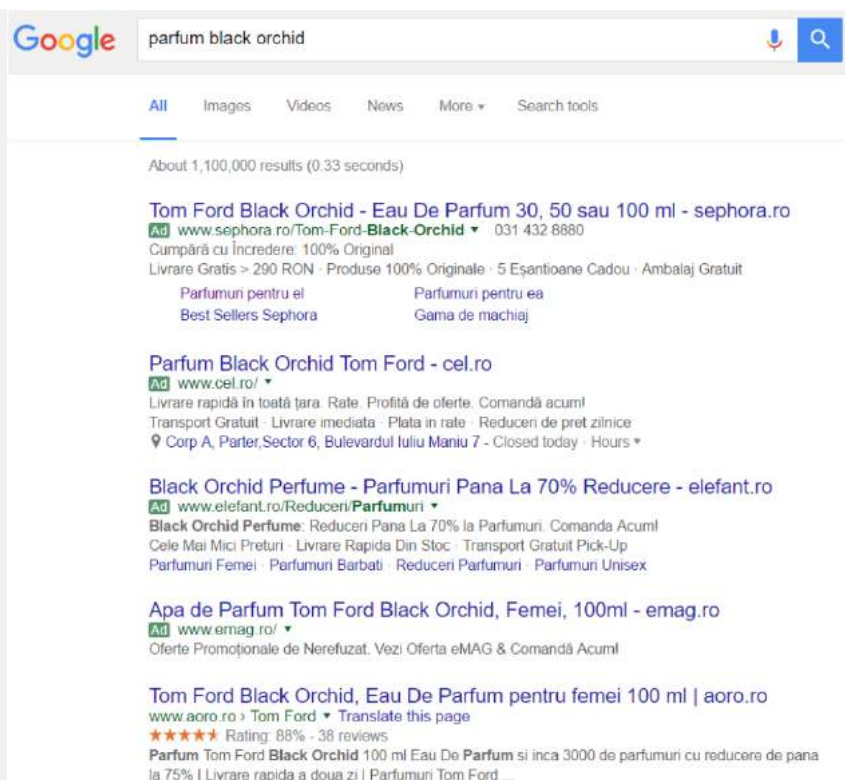 Google parfum black orchid
All Images Videos News More Search tools
About 1,100,000 results (0.33 seconds)
Tom Ford Black Orchid - Eau De Parfum 30, 50 sau 100 ml - sephora.ro
Ad www.sephora.ro/Tom-Ford-Black-Orchid 031 432 8880
Cumpără cu Încredere: 100% Original
Livrare Gratis > 290 RON · Produse 100% Originale · 5 Eșantioane Cadou · Ambalaj Gratuit
Parfumuri pentru el Parfumuri pentru ea
Best Sellers Sephora Gama de machiaj
Parfum Black Orchid Tom Ford - cel.ro
Ad www.cel.ro/
Livrare rapidă în toată țara. Rate. Profită de oferte. Comandă acum!
Transport Gratuit · Livrare imediata · Plata in rate · Reduceri de pret zilnice
Corp A, Parter,Sector 6, Bulevardul Iuliu Maniu 7 - Closed today · Hours
Black Orchid Perfume - Parfumuri Pana La 70% Reducere - elefant.ro
Ad www.elefant.ro/Reduceri/Parfumuri
Black Orchid Perfume: Reduceri Pana La 70% la Parfumuri. Comanda Acum!
Cele Mai Mici Preturi · Livrare Rapida Din Stoc · Transport Gratuit Pick-Up
Parfumuri Femei · Parfumuri Barbati · Reduceri Parfumuri · Parfumuri Unisex
Apa de Parfum Tom Ford Black Orchid, Femei, 100ml - emag.ro
Ad www.emag.ro/
Oferte Promoționale de Nerefuzat. Vezi Oferta eMAG & Comandă Acum!
Tom Ford Black Orchid, Eau De Parfum pentru femei 100 ml | aoro.ro
www.aoro.ro › Tom Ford Translate this page
Rating: 88% - 38 reviews
Parfum Tom Ford Black Orchid 100 ml Eau De Parfum si inca 3000 de parfumuri cu reducere de pana
la 75% | Livrare rapida a doua zi | Parfumuri Tom Ford ...